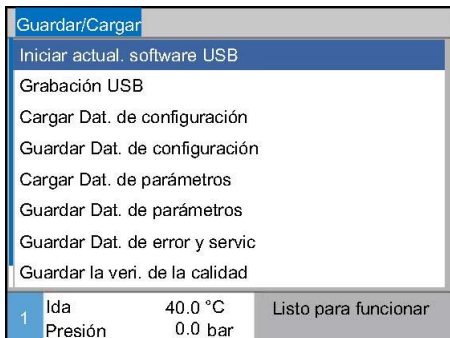 Guardar/Cargar
Iniciar actual. software USB
Grabación USB
Cargar Dat. de configuración
Guardar Dat. de configuración
Cargar Dat. de parámetros
Guardar Dat. de parámetros
Guardar Dat. de error y servic
Guardar la veri. de la calidad
1 Ida 40.0 °C Listo para funcionar
Presión 0.0 bar